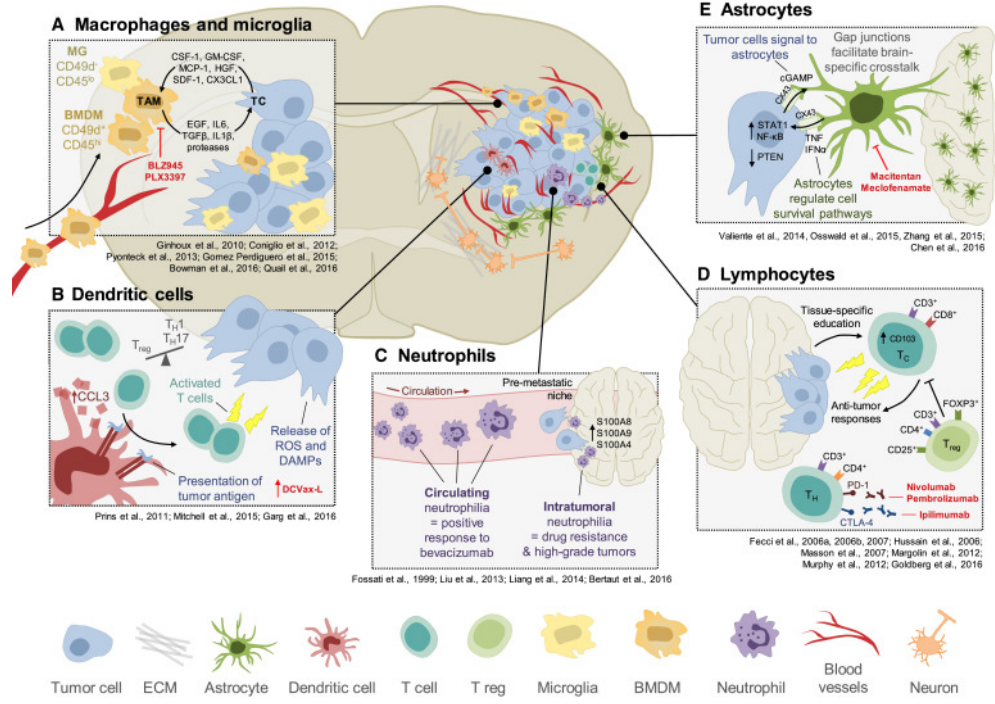 A Macrophages and microglia
MG
CD49d-
CD45lo
BMDM
CD49d+
CD45hi
TAM
CSF-1, GM-CSF,
MCP-1, HGF,
SDF-1, CX3CL1
TC
EGF, IL6,
TGFβ, IL1β,
proteases
BLZ945
PLX3397
Ginhoux et al., 2010; Coniglio et al., 2012;
Pyonteck et al., 2013; Gomez Perdiguero et al., 2015;
Bowman et al., 2016; Quail et al., 2016
B Dendritic cells
Treg
TH1
TH17
↑CCL3
Activated
T cells
Release of
ROS and
DAMPs
Presentation of
tumor antigen
↑DCVax-L
Prins et al., 2011; Mitchell et al., 2015; Garg et al., 2016
C Neutrophils
Circulation
Pre-metastatic
niche
S100A8
S100A9
S100A4
Circulating
neutrophilia
= positive
response to
bevacizumab
Intratumoral
neutrophilia
= drug resistance
& high-grade tumors
Fossati et al., 1999; Liu et al., 2013; Liang et al., 2014; Bertaut et al., 2016
E Astrocytes
Tumor cells signal to
astrocytes
Gap junctions
facilitate brain-
specific crosstalk
cGAMP
CX43
CX43
STAT1
NF-κB
PTEN
TNF
IFNα
Astrocytes
regulate cell
survival pathways
Macitentan
Meclofenamate
Valiente et al., 2014, Osswald et al., 2015, Zhang et al., 2015;
Chen et al., 2016
D Lymphocytes
Tissue-specific
education
CD3+
CD8+
CD103
TC
Anti-tumor
responses
FOXP3+
CD3+
CD4+
CD25+
Treg
CD3+
CD4+
TH
PD-1
CTLA-4
Nivolumab
Pembrolizumab
Ipilimumab
Fecci et al., 2006a, 2006b, 2007; Hussain et al., 2006;
Masson et al., 2007; Margolin et al., 2012;
Murphy et al., 2012; Goldberg et al., 2016
Tumor cell
ECM
Astrocyte
Dendritic cell
T cell
T reg
Microglia
BMDM
Neutrophil
Blood
vessels
Neuron